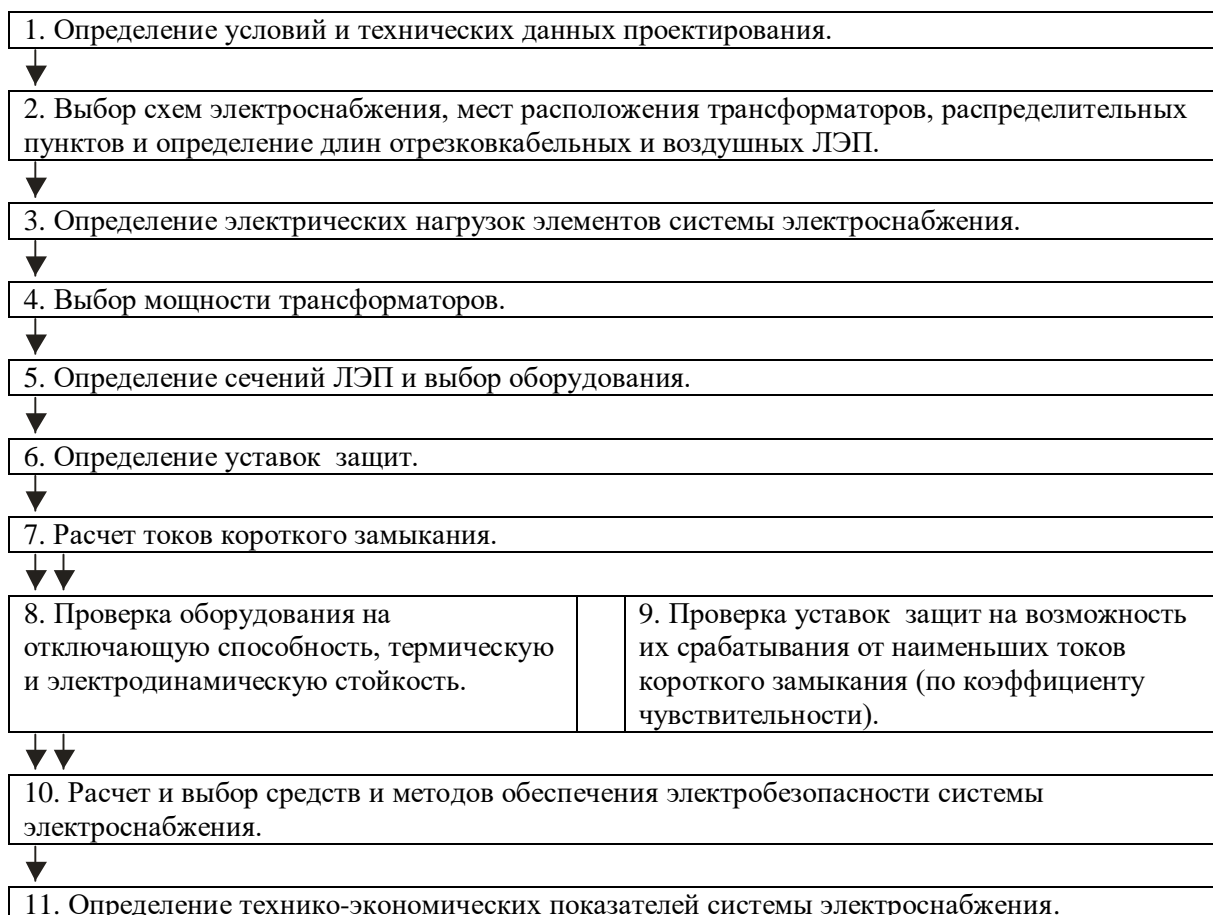 1. Определение условий и технических данных проектирования.
2. Выбор схем электроснабжения, мест расположения трансформаторов, распределительных
пунктов и определение длин отрезковкабельных и воздушных ЛЭП.
3. Определение электрических нагрузок элементов системы электроснабжения.
4. Выбор мощности трансформаторов.
5. Определение сечений ЛЭП и выбор оборудования.
6. Определение уставок  защит.
7. Расчет токов короткого замыкания.
8. Проверка оборудования на
отключающую способность, термическую
и электродинамическую стойкость.
9. Проверка уставок  защит на возможность
их срабатывания от наименьших токов
короткого замыкания (по коэффициенту
чувствительности).
10. Расчет и выбор средств и методов обеспечения электробезопасности системы
электроснабжения.
11. Определение технико-экономических показателей системы электроснабжения.